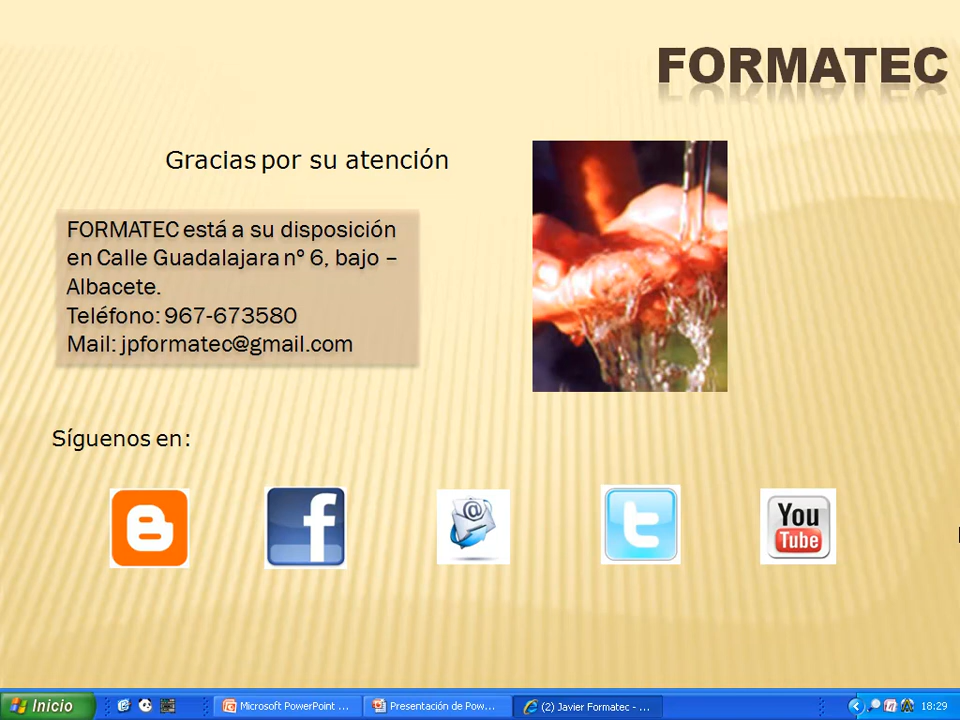 FORMATEC
Gracias por su atención
FORMATEC está a su disposición
en Calle Guadalajara nº 6, bajo –
Albacete.
Teléfono: 967-673580
Mail: jpformatec@gmail.com
Síguenos en:
You
Tube
Inicio
Microsoft PowerPoint ...
Presentación de Pow...
(2) Javier Formatec - ...
18:29